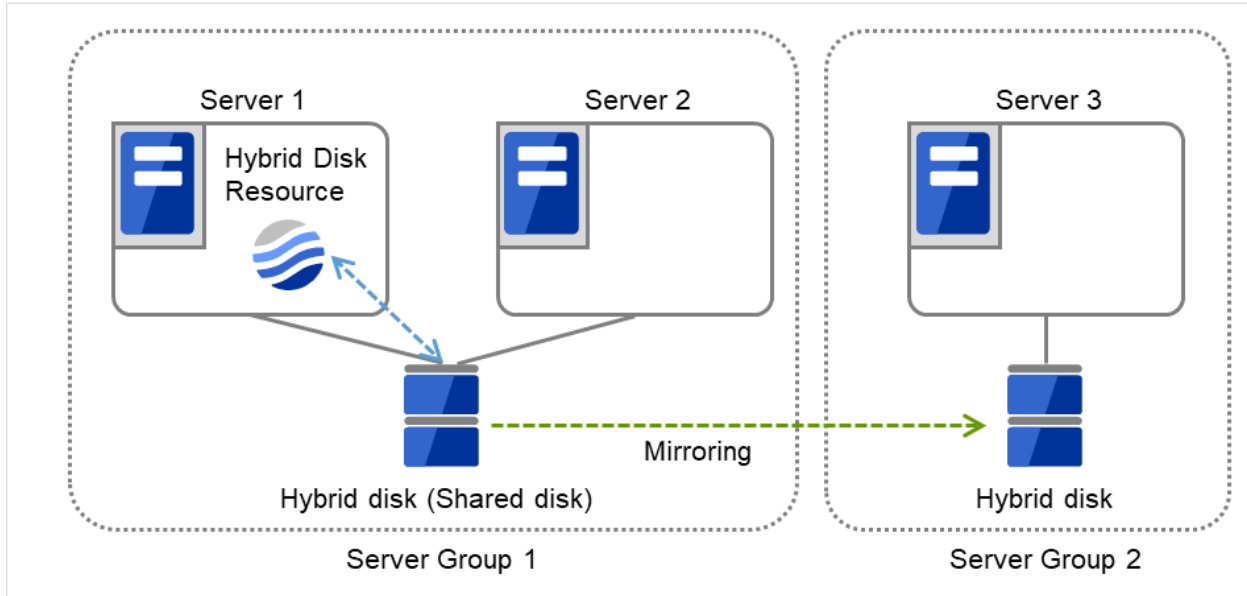 Server 1
Server 2
Server 3
Hybrid Disk
Resource
Mirroring
Hybrid disk (Shared disk)
Hybrid disk
Server Group 1
Server Group 2